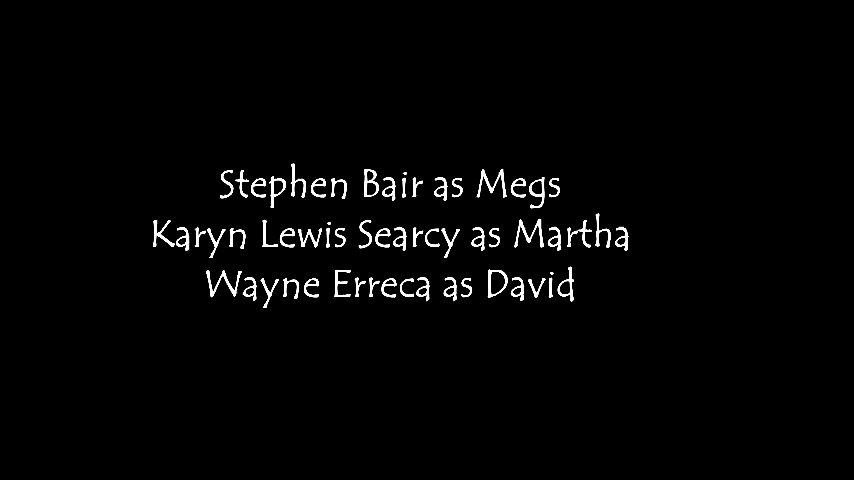 Stephen Bair as Megs
Karyn Lewis Searcy as Martha
Wayne Erreca as David